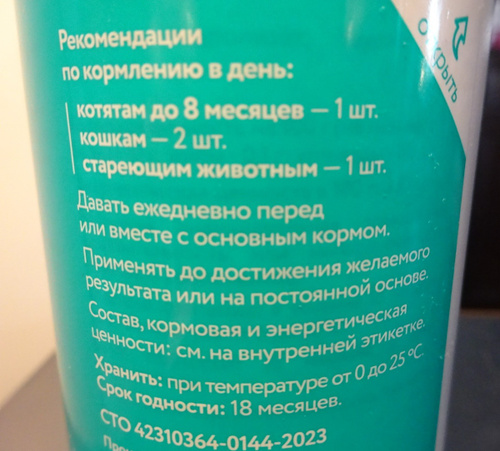 Рекомендации
по кормлению в день:
котятам до 8 месяцев – 1 шт.
кошкам – 2 шт.
стареющим животным – 1 шт.
Давать ежедневно перед
или вместе с основным кормом.
Применять до достижения желаемого
результата или на постоянной основе.
Состав, кормовая и энергетическая
ценности: см. на внутренней этикетке.
Хранить: при температуре от 0 до 25 °C
Срок годности: 18 месяцев.
СТО 42310364-0144-2023
открыть